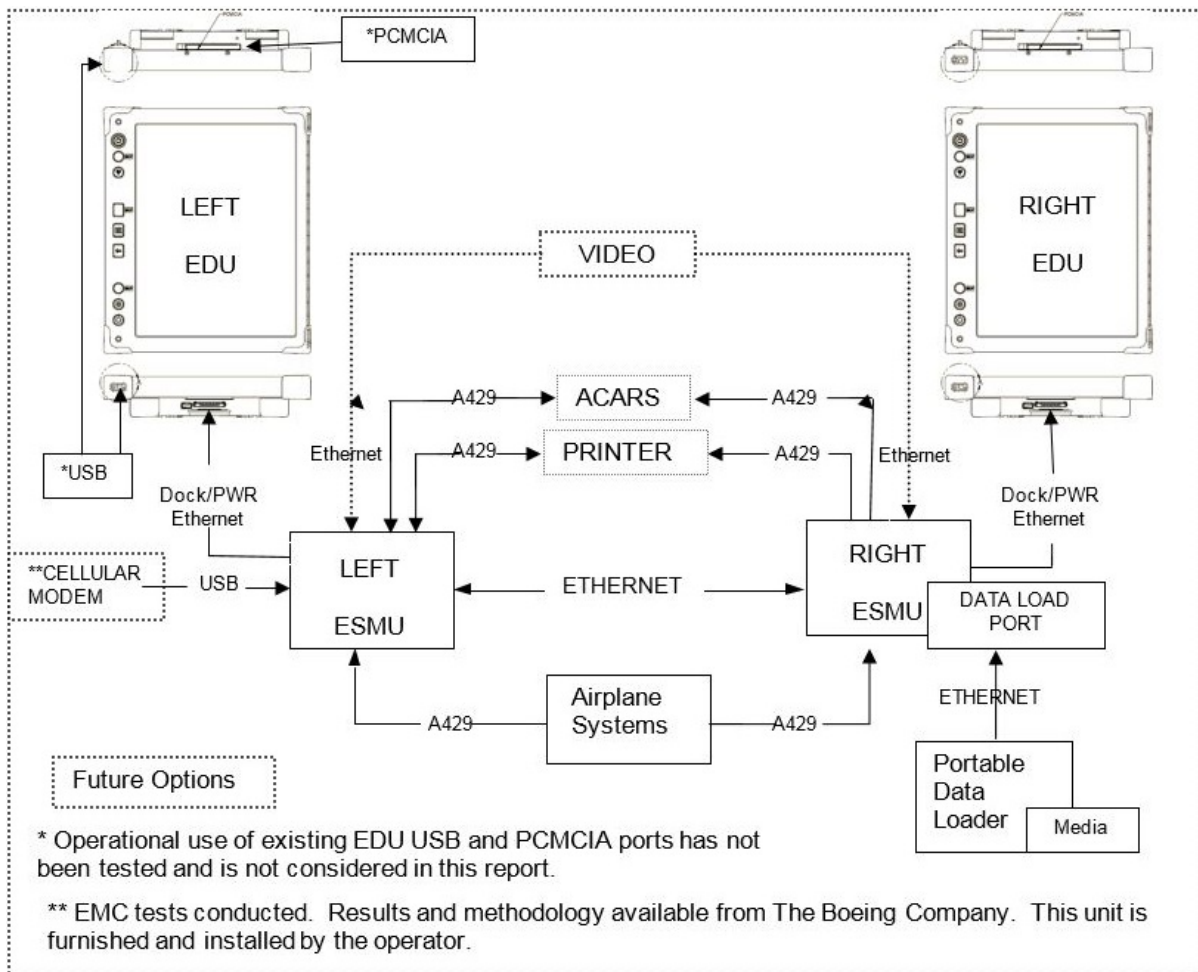 PCMCIA
*PCMCIA
PCMCIA
LEFT
EDU
RIGHT
EDU
VIDEO
A429
ACARS
A429
Ethernet
A429
PRINTER
A429
Ethernet
*USB
Dock/PWR
Ethernet
Dock/PWR
Ethernet
**CELLULAR
MODEM
USB
LEFT
ESMU
ETHERNET
RIGHT
ESMU
DATA LOAD
PORT
A429
Airplane
Systems
A429
ETHERNET
Future Options
Portable
Data
Loader
Media
* Operational use of existing EDU USB and PCMCIA ports has not
been tested and is not considered in this report.
** EMC tests conducted. Results and methodology available from The Boeing Company. This unit is
furnished and installed by the operator.